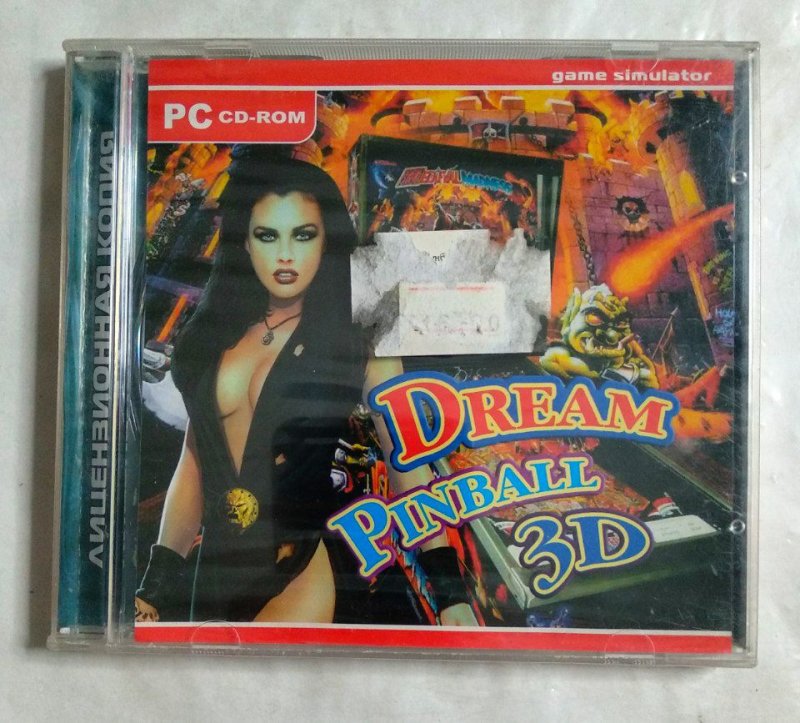 game simulator
PC CD-ROM
ЛИЦЕНЗИОННАЯ КОПИЯ
DREAM
PINBALL
3D